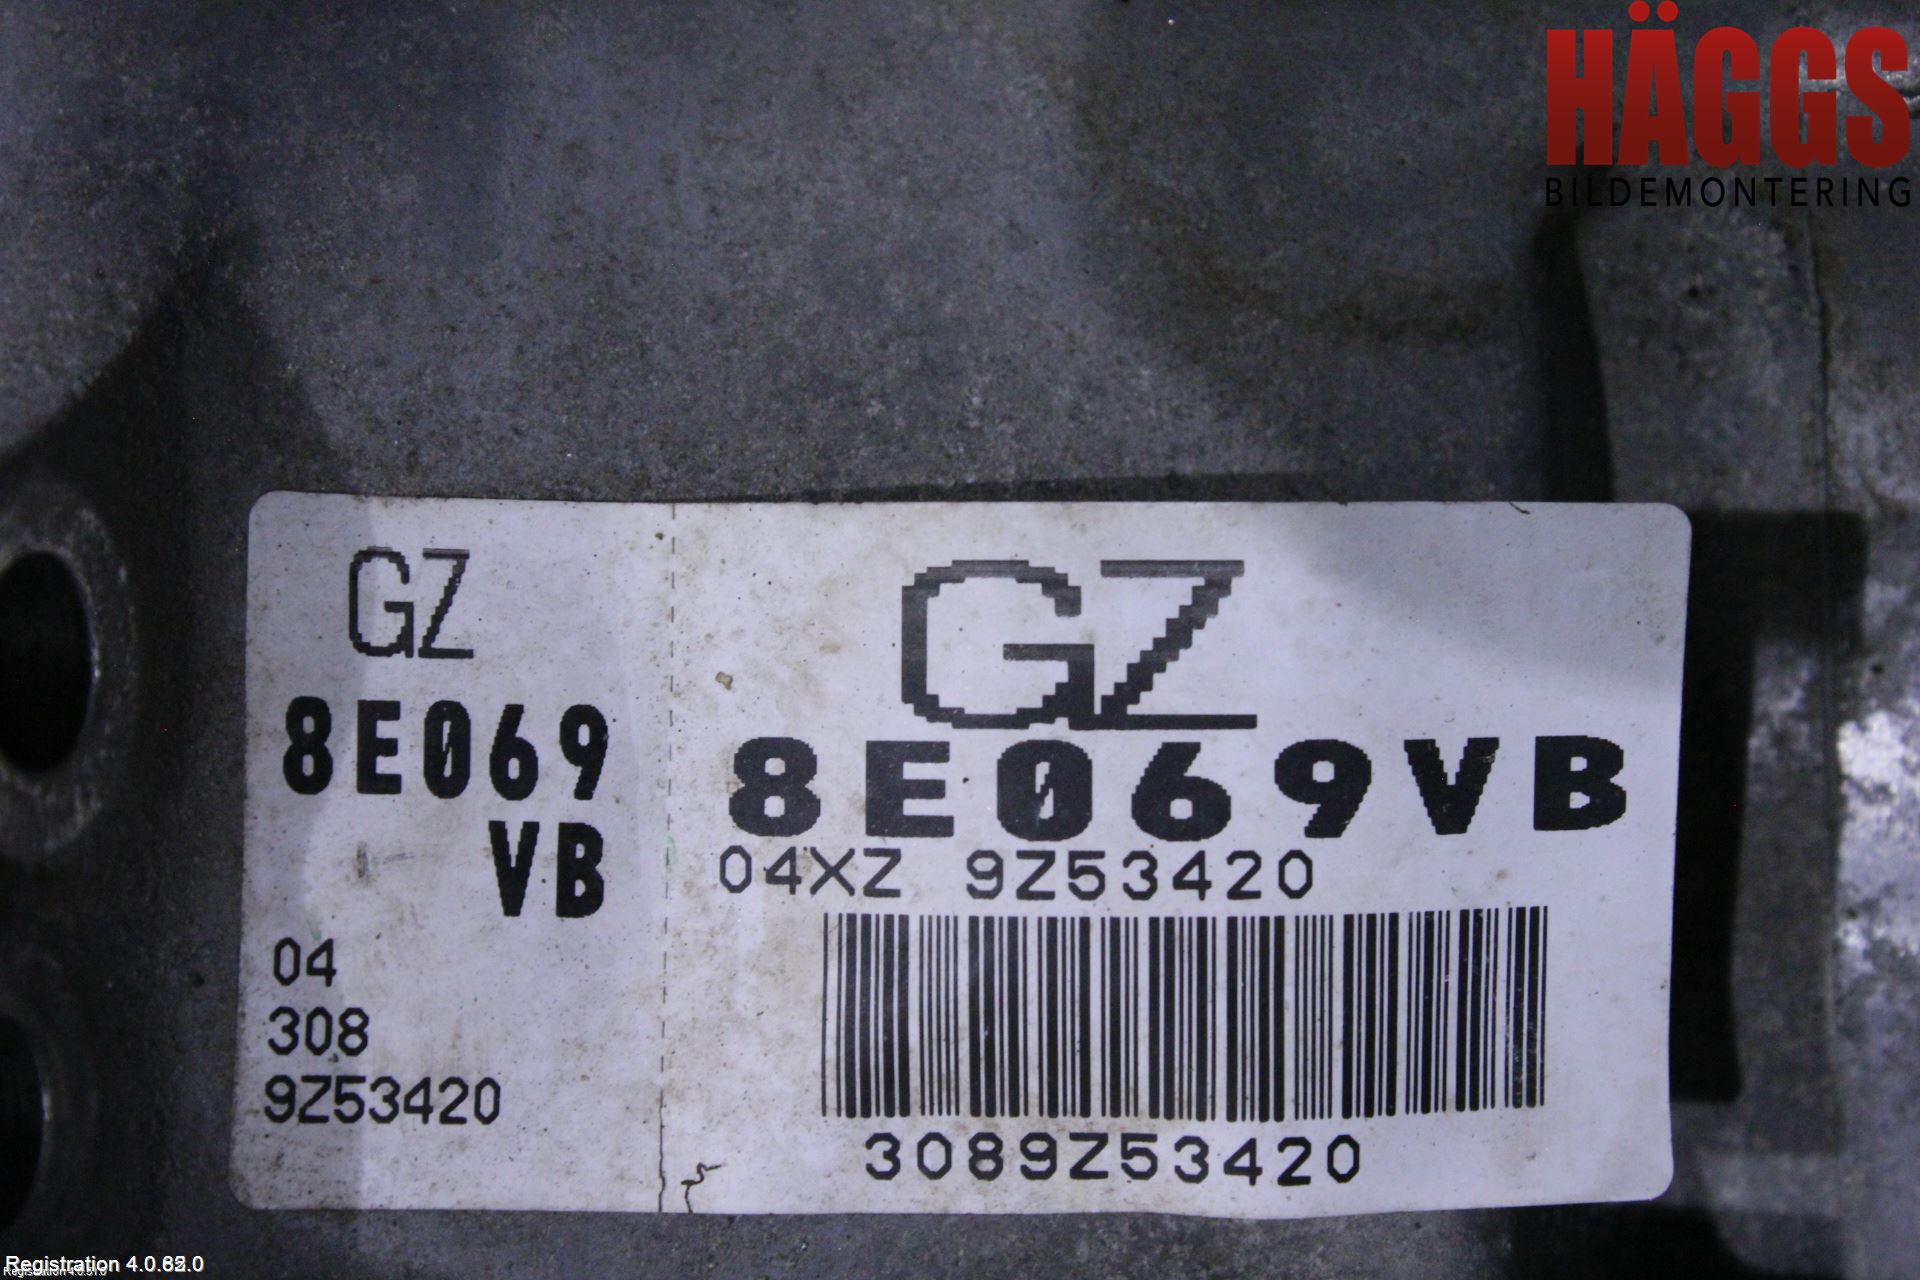 HÄGGS
BILDEMONTERING
GZ
8E069
VB
04
308
9Z53420
GZ
8E069VB
04XZ 9Z53420
3089Z53420